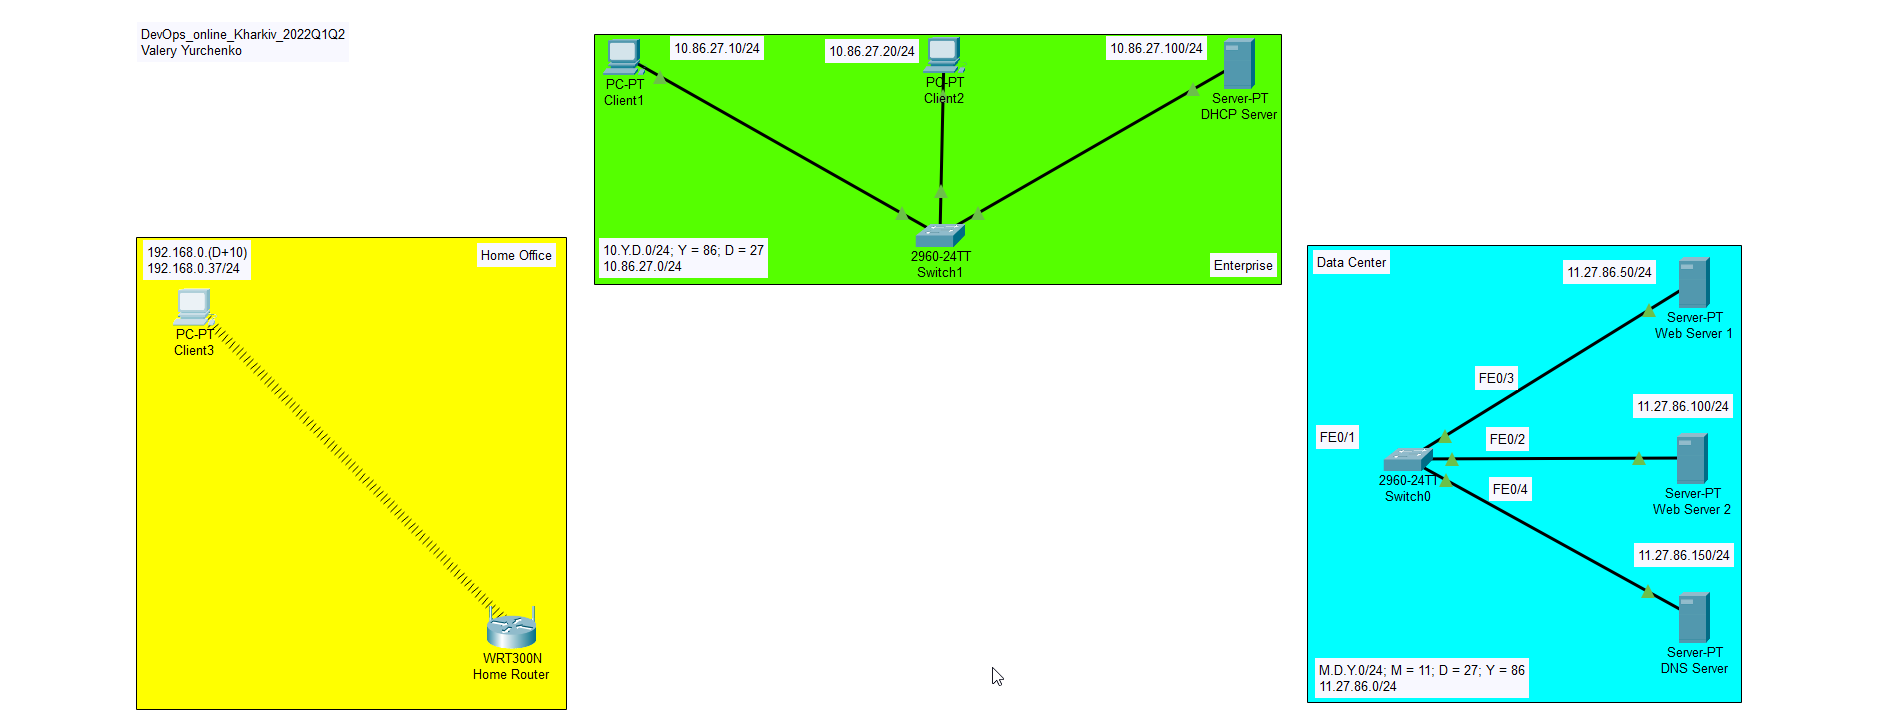 DevOps_online_Kharkiv_2022Q1Q2
Valery Yurchenko
10.86.27.10/24
PC-PT
Client1
10.86.27.20/24
PC-PT
Client2
10.86.27.100/24
Server-PT
DHCP Server
10.Y.D.0/24; Y = 86; D = 27
10.86.27.0/24
2960-24TT
Switch1
Enterprise
192.168.0.(D+10)
192.168.0.37/24
Home Office
PC-PT
Client3
WRT300N
Home Router
Data Center
11.27.86.50/24
Server-PT
Web Server 1
FE0/3
11.27.86.100/24
FE0/1
FE0/2
2960-24TT
Switch0
FE0/4
Server-PT
Web Server 2
11.27.86.150/24
Server-PT
DNS Server
M.D.Y.0/24; M = 11; D = 27; Y = 86
11.27.86.0/24